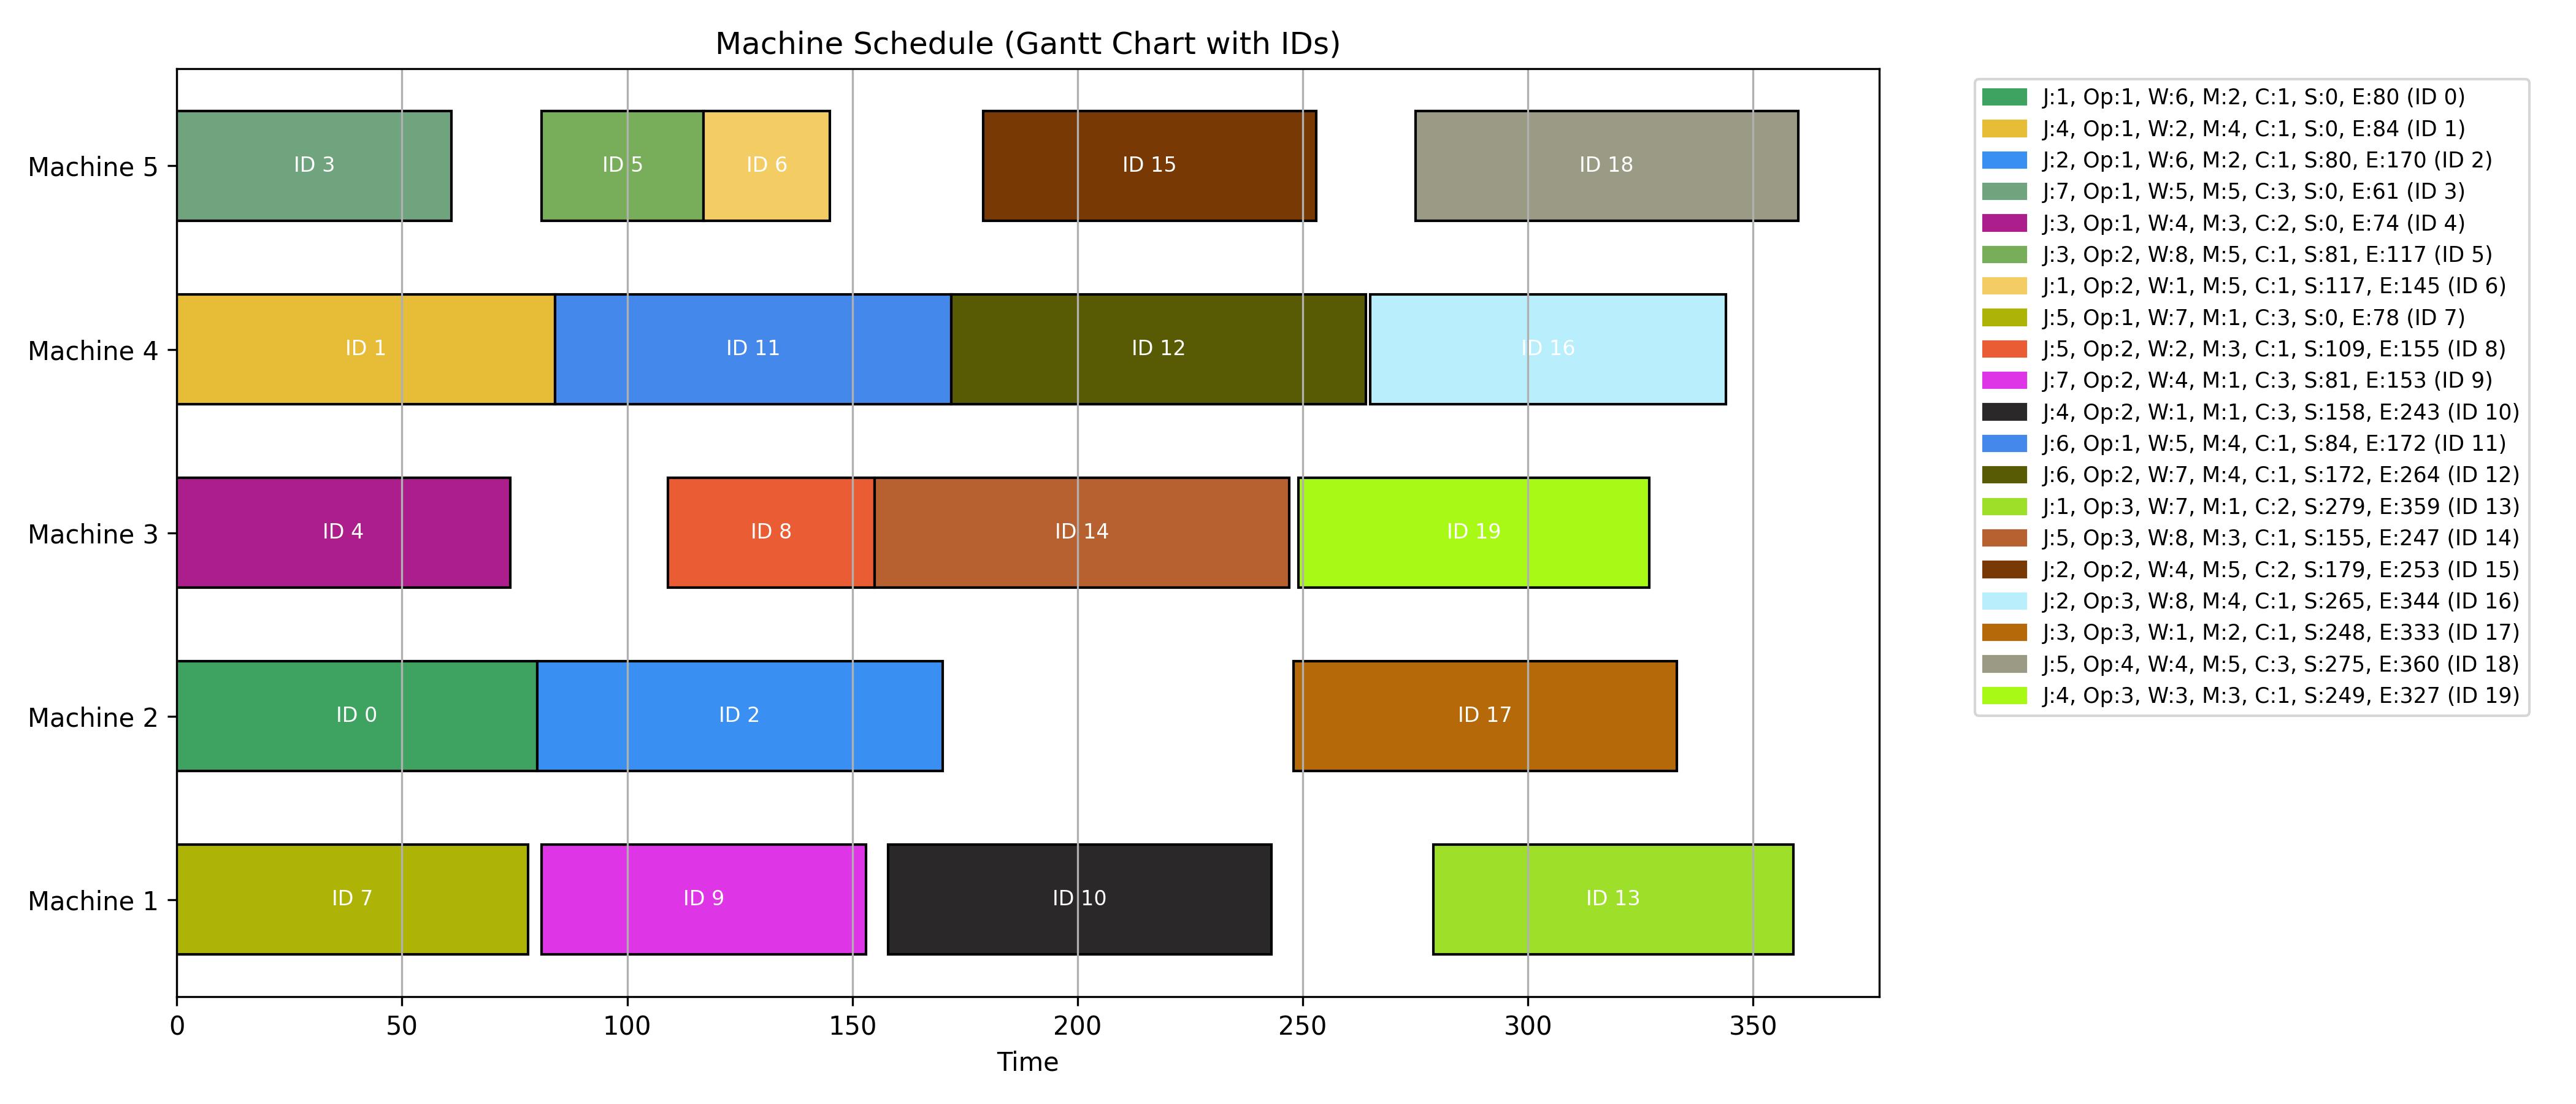 Machine Schedule (Gantt Chart with IDs)
Machine 5
ID 3
ID 5
ID 6
ID 15
ID 18
Machine 4
ID 1
ID 11
ID 12
ID 16
Machine 3
ID 4
ID 8
ID 14
ID 19
Machine 2
ID 0
ID 2
ID 17
Machine 1
ID 7
ID 9
ID 10
ID 13
0 50 100 150 200 250 300 350
Time
J:1, Op:1, W:6, M:2, C:1, S:0, E:80 (ID 0)
J:4, Op:1, W:2, M:4, C:1, S:0, E:84 (ID 1)
J:2, Op:1, W:6, M:2, C:1, S:80, E:170 (ID 2)
J:7, Op:1, W:5, M:5, C:3, S:0, E:61 (ID 3)
J:3, Op:1, W:4, M:3, C:2, S:0, E:74 (ID 4)
J:3, Op:2, W:8, M:5, C:1, S:81, E:117 (ID 5)
J:1, Op:2, W:1, M:5, C:1, S:117, E:145 (ID 6)
J:5, Op:1, W:7, M:1, C:3, S:0, E:78 (ID 7)
J:5, Op:2, W:2, M:3, C:1, S:109, E:155 (ID 8)
J:7, Op:2, W:4, M:1, C:3, S:81, E:153 (ID 9)
J:4, Op:2, W:1, M:1, C:3, S:158, E:243 (ID 10)
J:6, Op:1, W:5, M:4, C:1, S:84, E:172 (ID 11)
J:6, Op:2, W:7, M:4, C:1, S:172, E:264 (ID 12)
J:1, Op:3, W:7, M:1, C:2, S:279, E:359 (ID 13)
J:5, Op:3, W:8, M:3, C:1, S:155, E:247 (ID 14)
J:2, Op:2, W:4, M:5, C:2, S:179, E:253 (ID 15)
J:2, Op:3, W:8, M:4, C:1, S:265, E:344 (ID 16)
J:3, Op:3, W:1, M:2, C:1, S:248, E:333 (ID 17)
J:5, Op:4, W:4, M:5, C:3, S:275, E:360 (ID 18)
J:4, Op:3, W:3, M:3, C:1, S:249, E:327 (ID 19)